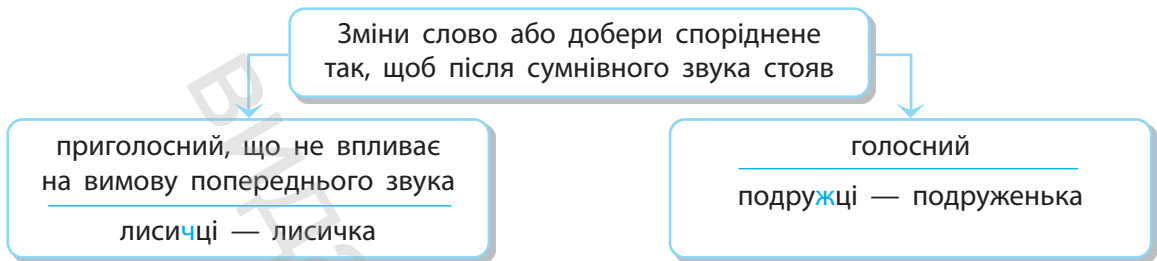 Зміни слово або добери споріднене
так, щоб після сумнівного звука стояв
приголосний, що не впливає
на вимову попереднього звука
лисичці — лисичка
голосний
подружці — подруженька